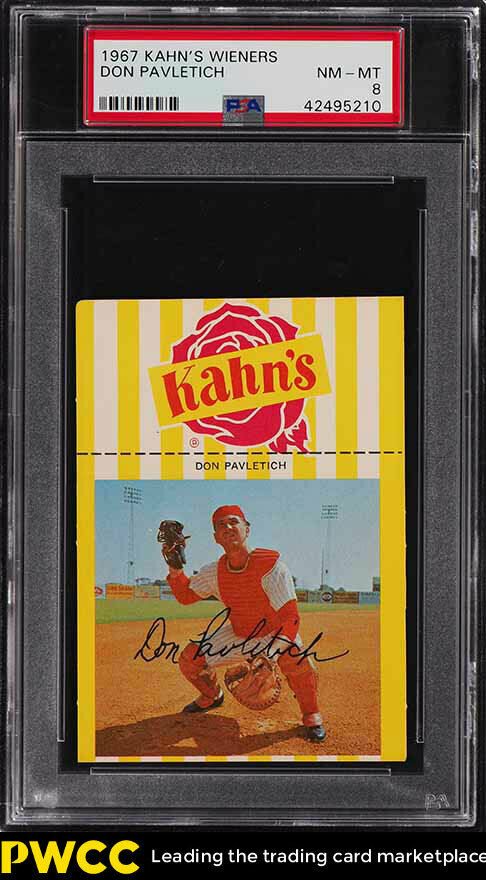 1967 KAHN'S WIENERS
DON PAVLETICH
NM - MT
8
PSA
42495210
Kahn's
®
DON PAVLETICH
Don Pavletich
PWCC
Leading the trading card marketplace